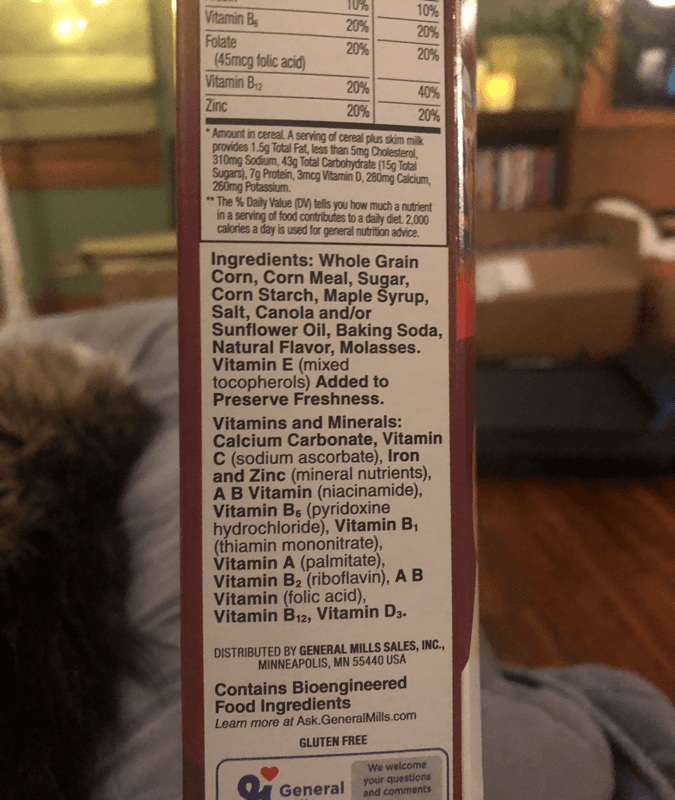 10% 10%
Vitamin B6 20% 20%
Folate 20% 20%
(45mcg folic acid)
Vitamin B12 20% 40%
Zinc 20% 20%
* Amount in cereal. A serving of cereal plus skim milk
provides 1.5g Total Fat, less than 5mg Cholesterol,
310mg Sodium, 43g Total Carbohydrate (15g Total
Sugars), 7g Protein, 3mcg Vitamin D, 280mg Calcium,
260mg Potassium.
** The % Daily Value (DV) tells you how much a nutrient
in a serving of food contributes to a daily diet. 2,000
calories a day is used for general nutrition advice.
Ingredients: Whole Grain
Corn, Corn Meal, Sugar,
Corn Starch, Maple Syrup,
Salt, Canola and/or
Sunflower Oil, Baking Soda,
Natural Flavor, Molasses.
Vitamin E (mixed
tocopherols) Added to
Preserve Freshness.
Vitamins and Minerals:
Calcium Carbonate, Vitamin
C (sodium ascorbate), Iron
and Zinc (mineral nutrients),
A B Vitamin (niacinamide),
Vitamin B6 (pyridoxine
hydrochloride), Vitamin B1
(thiamin mononitrate),
Vitamin A (palmitate),
Vitamin B2 (riboflavin), A B
Vitamin (folic acid),
Vitamin B12, Vitamin D3.
DISTRIBUTED BY GENERAL MILLS SALES, INC.,
MINNEAPOLIS, MN 55440 USA
Contains Bioengineered
Food Ingredients
Learn more at Ask.GeneralMills.com
GLUTEN FREE
General
We welcome
your questions
and comments